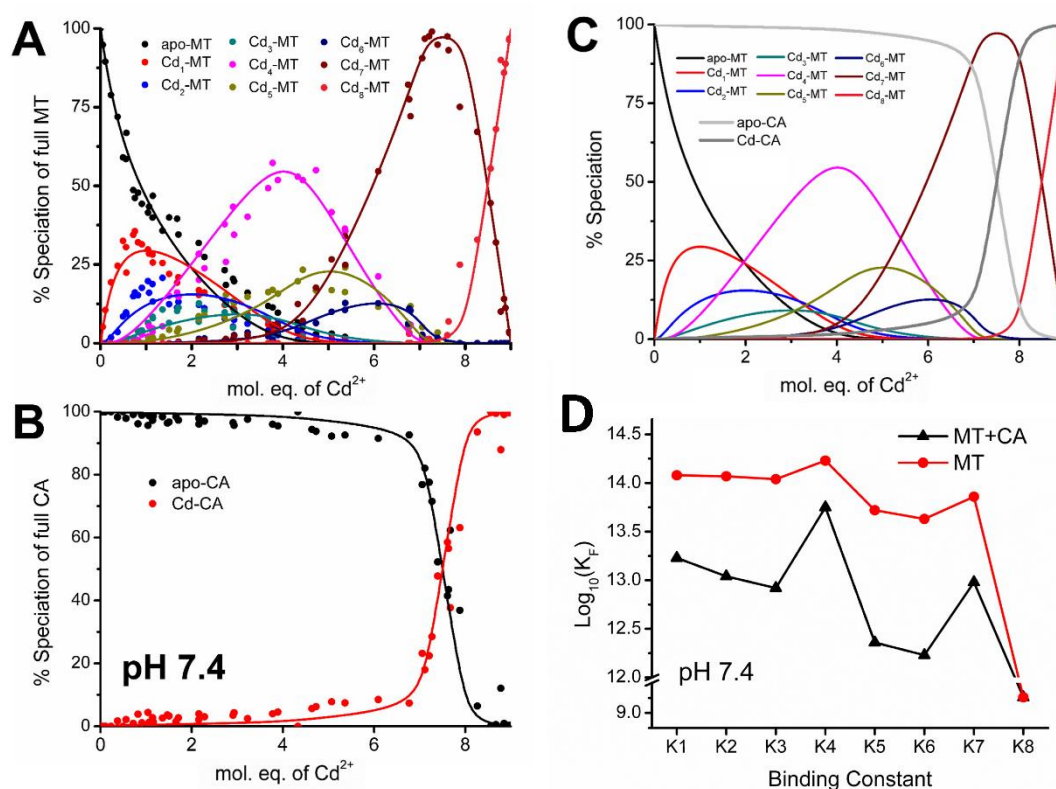 A
% Speciation of full MT
apo-MT
Cd₁-MT
Cd₂-MT
Cd₃-MT
Cd₄-MT
Cd₅-MT
Cd₆-MT
Cd₇-MT
Cd₈-MT
100
75
50
25
0
0 2 4 6 8
mol. eq. of Cd²⁺
C
% Speciation
apo-MT
Cd₁-MT
Cd₂-MT
Cd₃-MT
Cd₄-MT
Cd₅-MT
Cd₆-MT
Cd₇-MT
Cd₈-MT
apo-CA
Cd-CA
100
75
50
25
0
0 2 4 6 8
mol. eq. of Cd²⁺
B
% Speciation of full CA
apo-CA
Cd-CA
pH 7.4
100
80
60
40
20
0
0 2 4 6 8
mol. eq. of Cd²⁺
D
Log₁₀(K_F)
MT+CA
MT
14.5
14.0
13.5
13.0
12.5
12.0
9.0
pH 7.4
K1 K2 K3 K4 K5 K6 K7 K8
Binding Constant